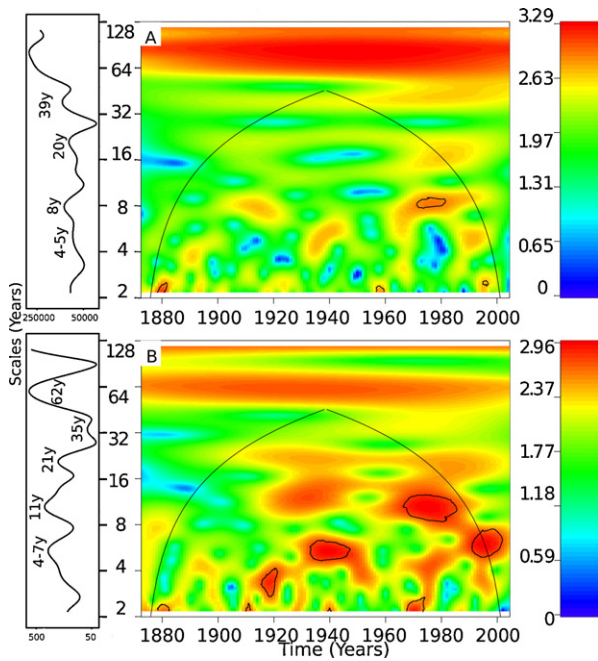 A
128
64
32
16
8
4
2
39y
20y
8y
4-5y
250000 50000
1880 1900 1920 1940 1960 1980 2000
3.29
2.63
1.97
1.31
0.65
0
Scales (Years)
B
128
64
32
16
8
4
2
62y
35y
21y
11y
4-7y
500 50
1880 1900 1920 1940 1960 1980 2000
Time (Years)
2.96
2.37
1.77
1.18
0.59
0